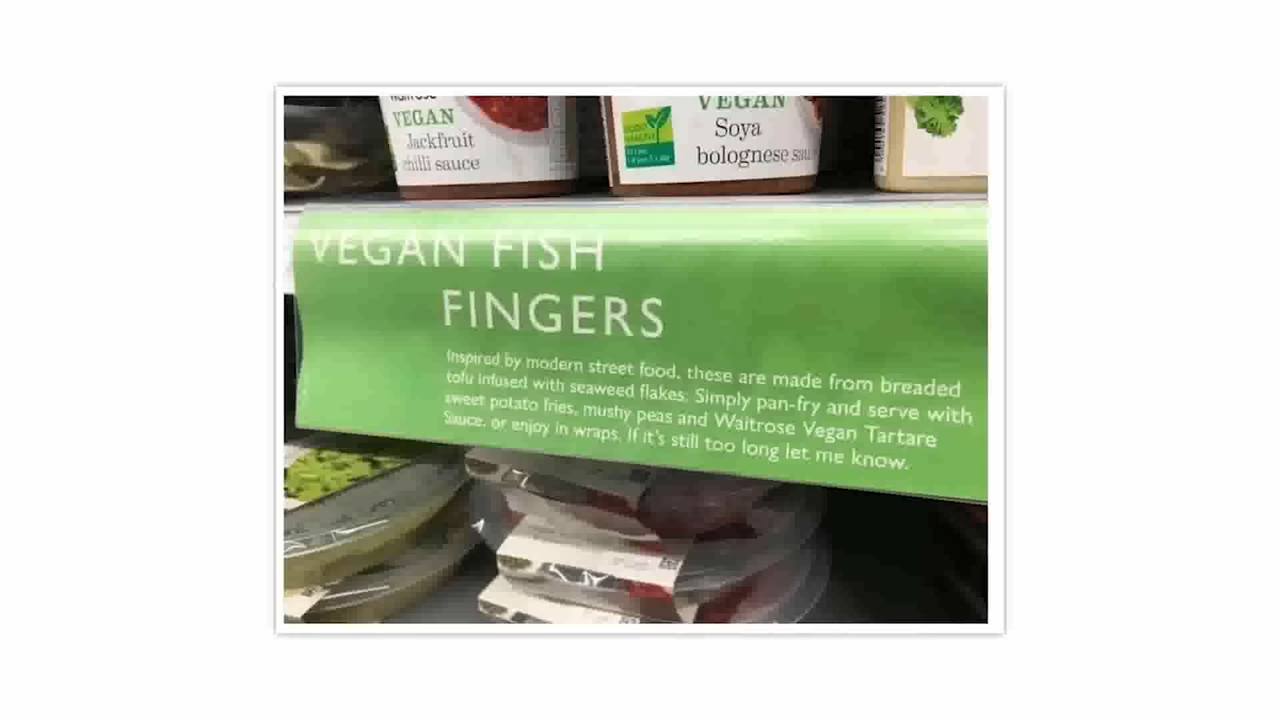 VEGAN
Jackfruit
chilli sauce
VEGAN
Soya
bolognese
VEGAN FISH
FINGERS
Inspired by modern street food, these are made from breaded
tofu infused with seaweed flakes. Simply pan-fry and serve with
sweet potato fries, mushy peas and Waitrose Vegan Tartare
Sauce, or enjoy in wraps. If it's still too long let me know.